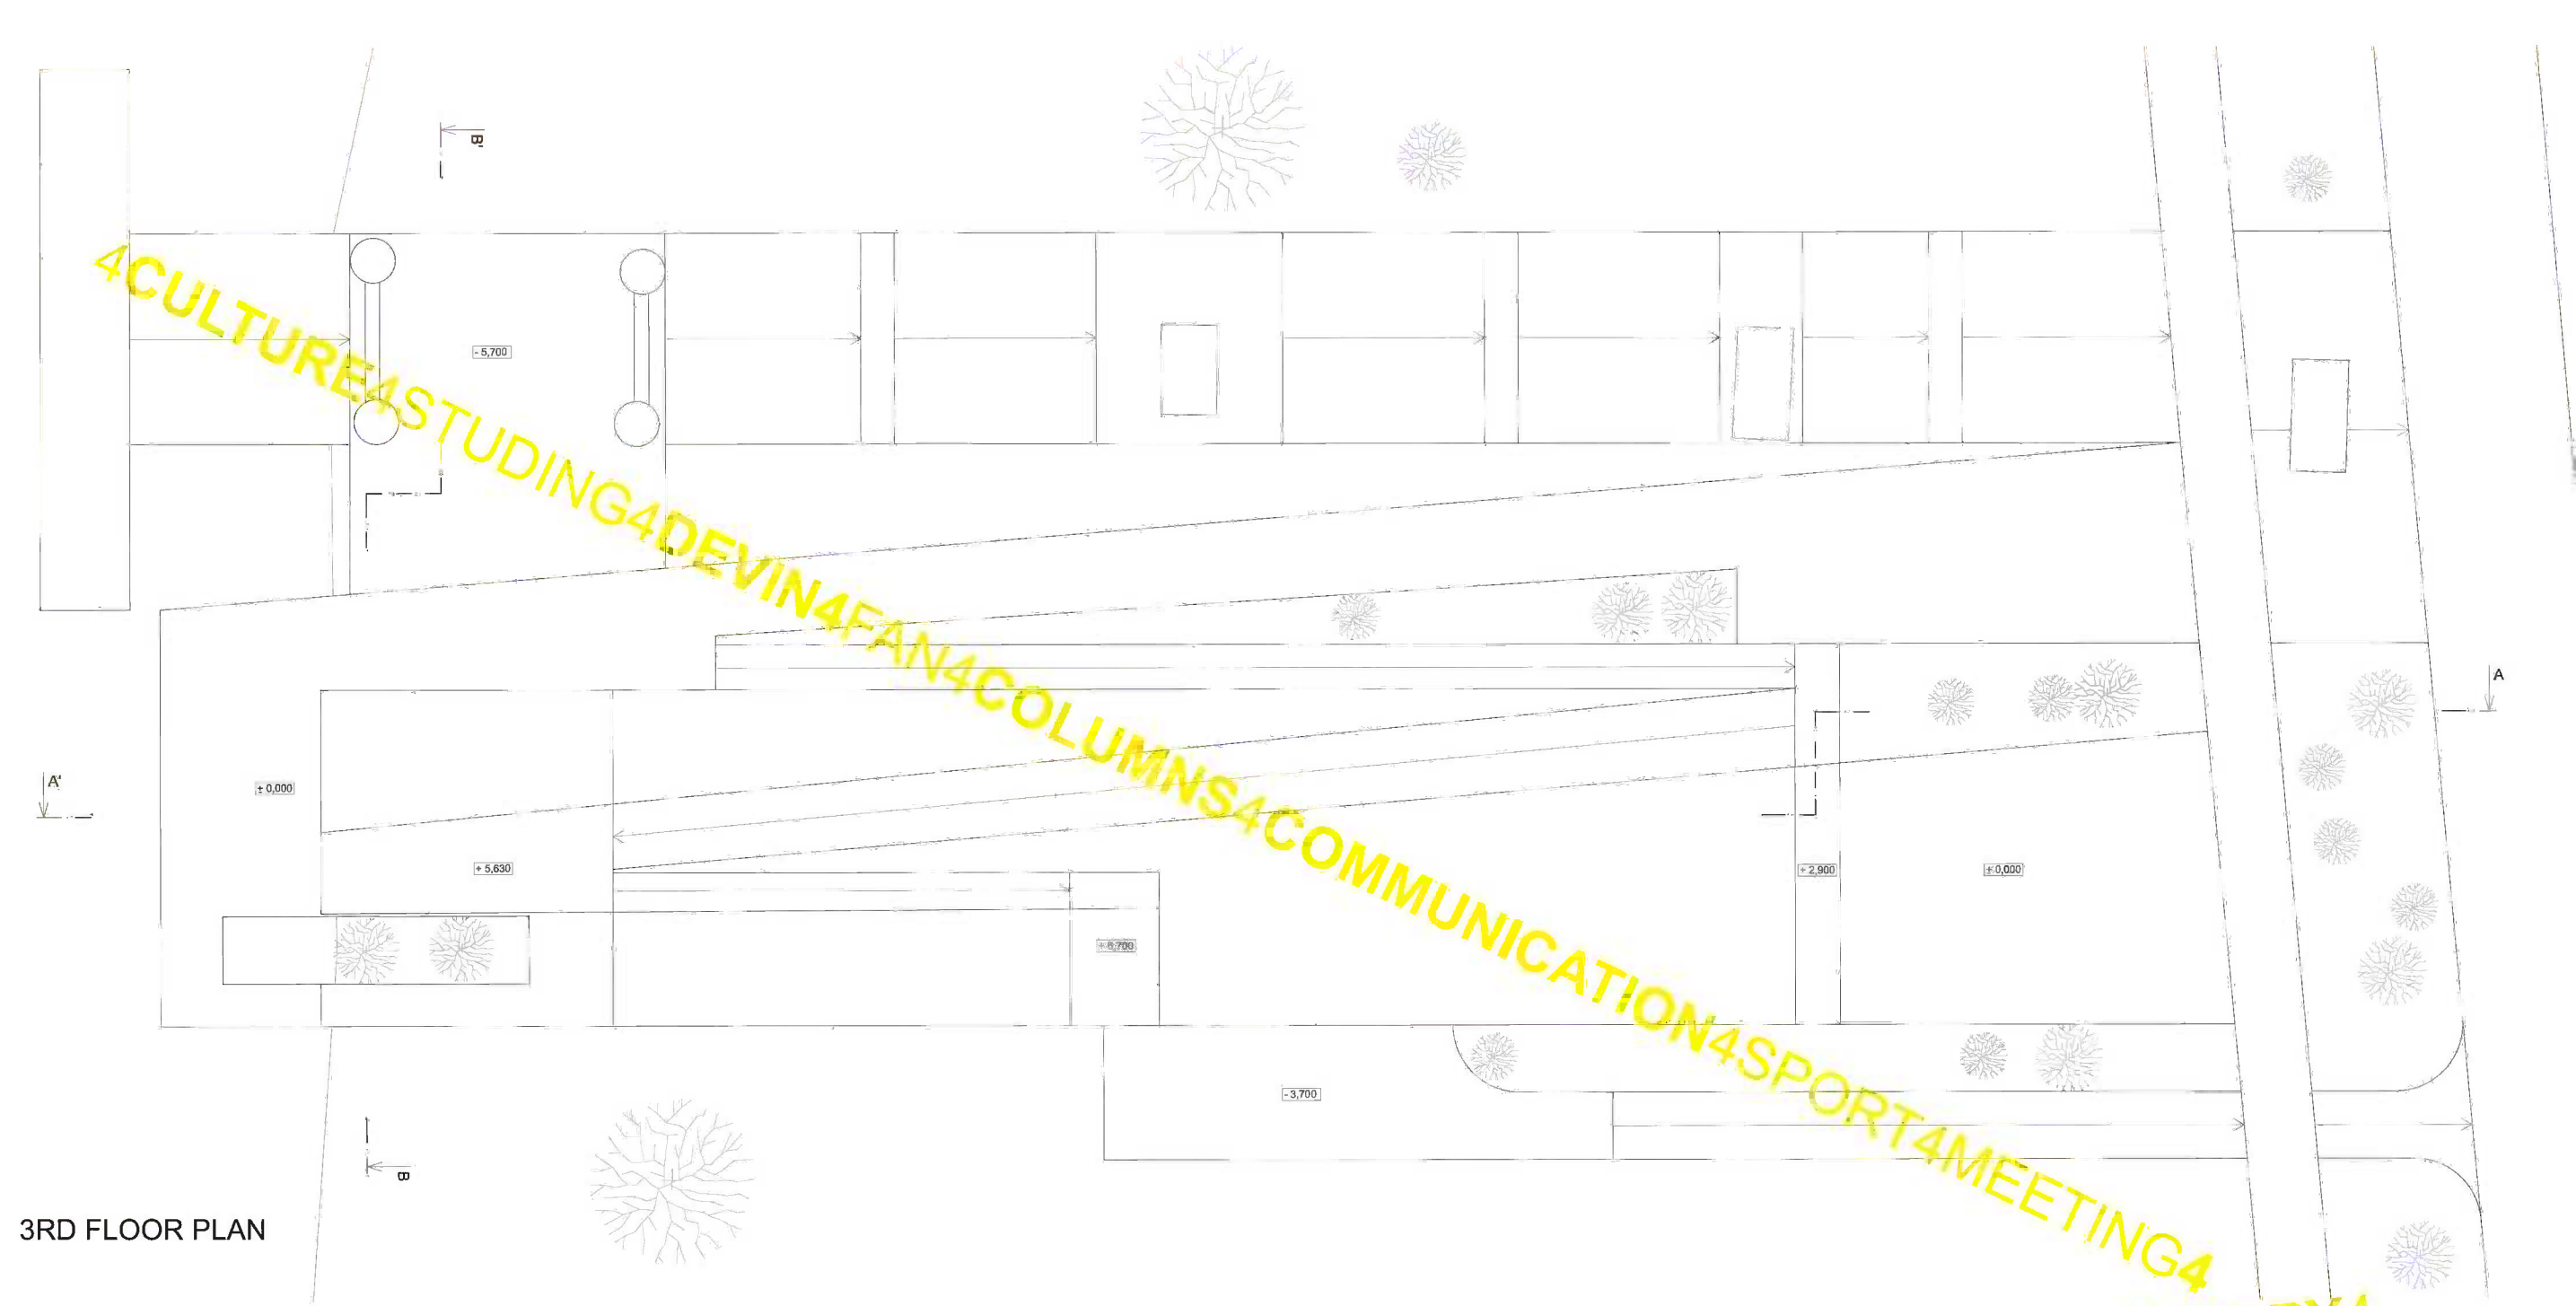 B'
4CULTURE4STUDING4DEVIN4FAN4COLUMNS4COMMUNICATION4SPORT4MEETING4
- 5,700
A
A'
± 0,000
+ 5,630
+ 2,900
± 0,000
- 3,700
B
3RD FLOOR PLAN